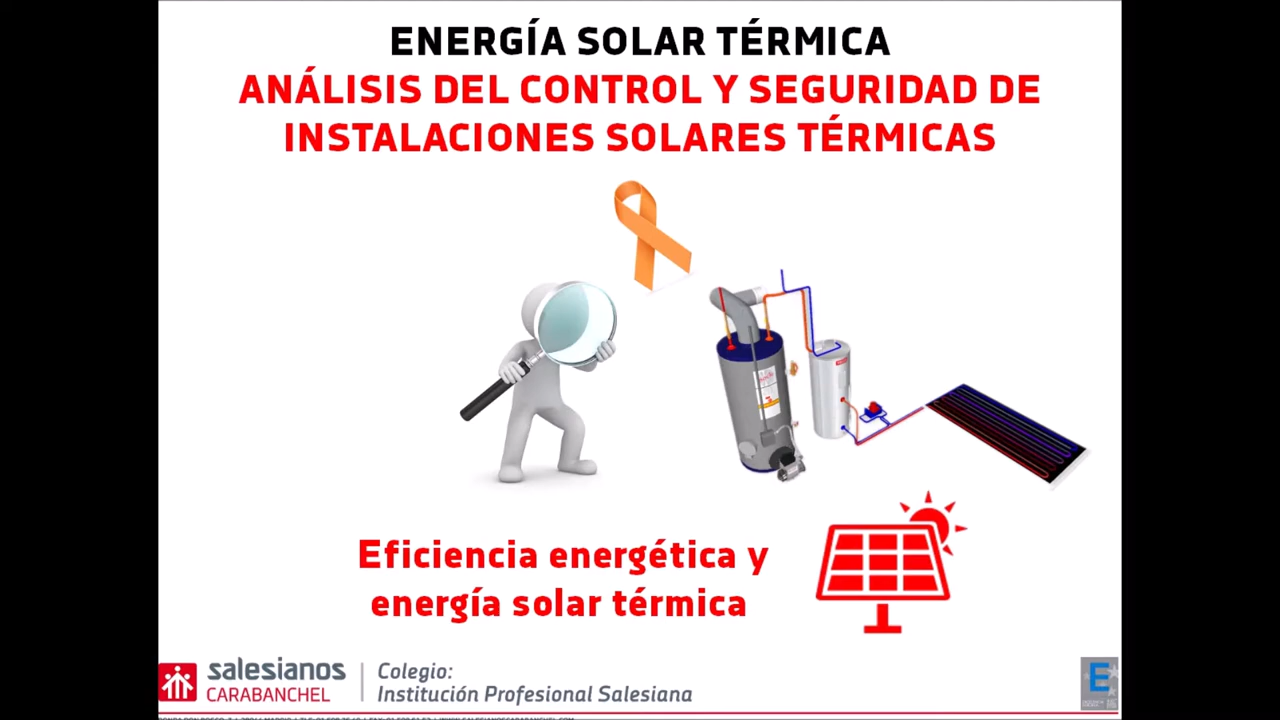 ENERGÍA SOLAR TÉRMICA
ANÁLISIS DEL CONTROL Y SEGURIDAD DE
INSTALACIONES SOLARES TÉRMICAS
Eficiencia energética y
energía solar térmica
salesianos
CARABANCHEL
Colegio:
Institución Profesional Salesiana
E